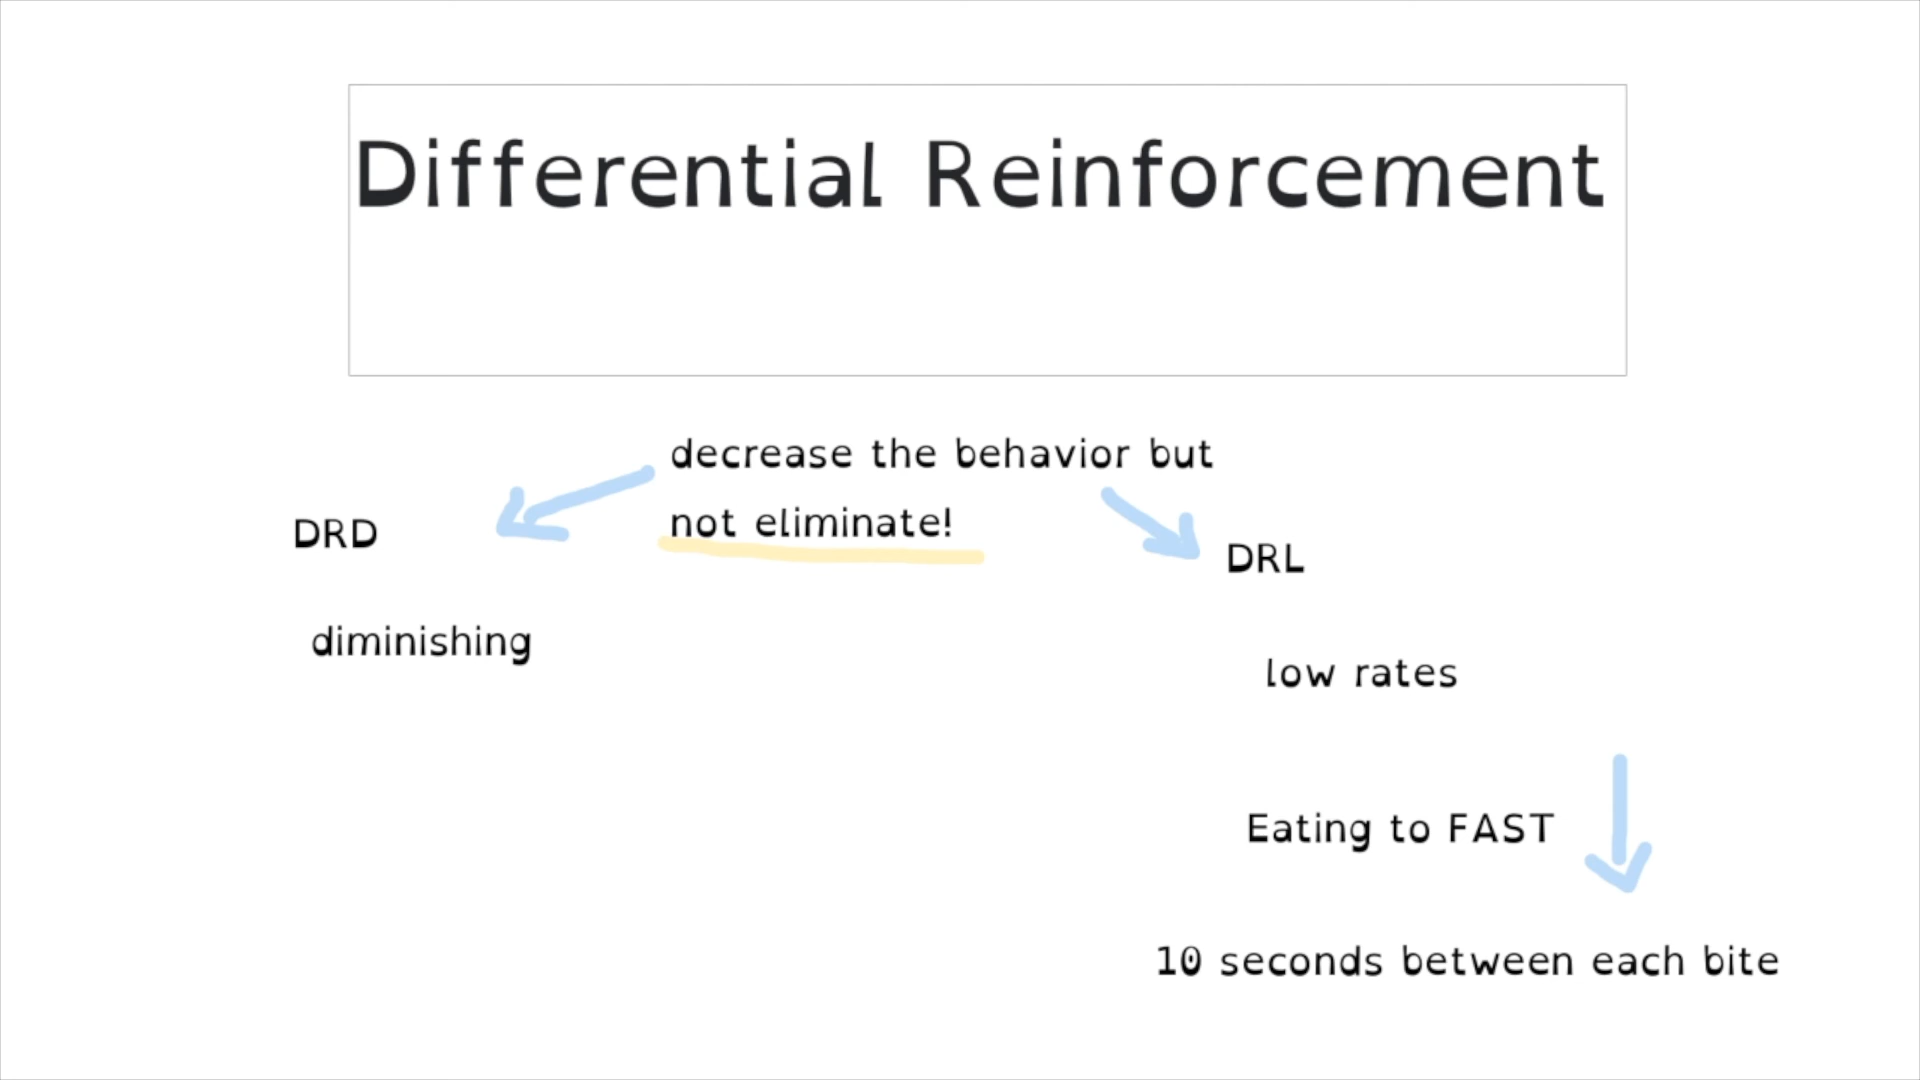 Differential Reinforcement
decrease the behavior but
not eliminate!
DRD
diminishing
DRL
low rates
Eating to FAST
10 seconds between each bite